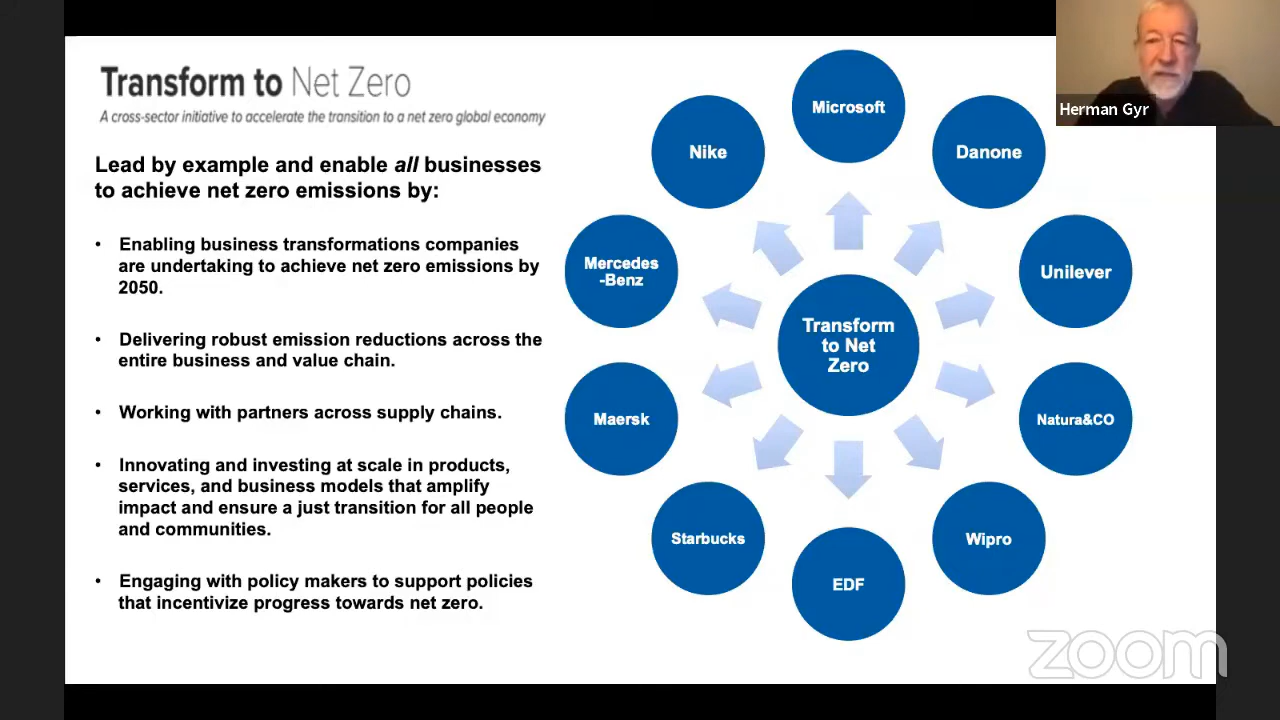 Transform to Net Zero
A cross-sector initiative to accelerate the transition to a net zero global economy
Lead by example and enable all businesses
to achieve net zero emissions by:
• Enabling business transformations companies
are undertaking to achieve net zero emissions by
2050.
• Delivering robust emission reductions across the
entire business and value chain.
• Working with partners across supply chains.
• Innovating and investing at scale in products,
services, and business models that amplify
impact and ensure a just transition for all people
and communities.
• Engaging with policy makers to support policies
that incentivize progress towards net zero.
Microsoft
Danone
Unilever
Natura&CO
Wipro
EDF
Starbucks
Maersk
Mercedes
-Benz
Nike
Transform
to Net
Zero
Herman Gyr
zoom